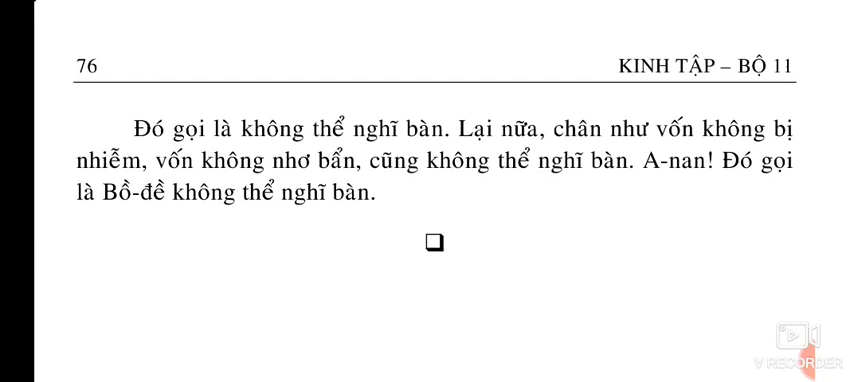 76 KINH TẬP – BỘ 11
Đó gọi là không thể nghĩ bàn. Lại nữa, chân như vốn không bị
nhiễm, vốn không nhơ bẩn, cũng không thể nghĩ bàn. A-nan! Đó gọi
là Bồ-đề không thể nghĩ bàn.
V RECORDER